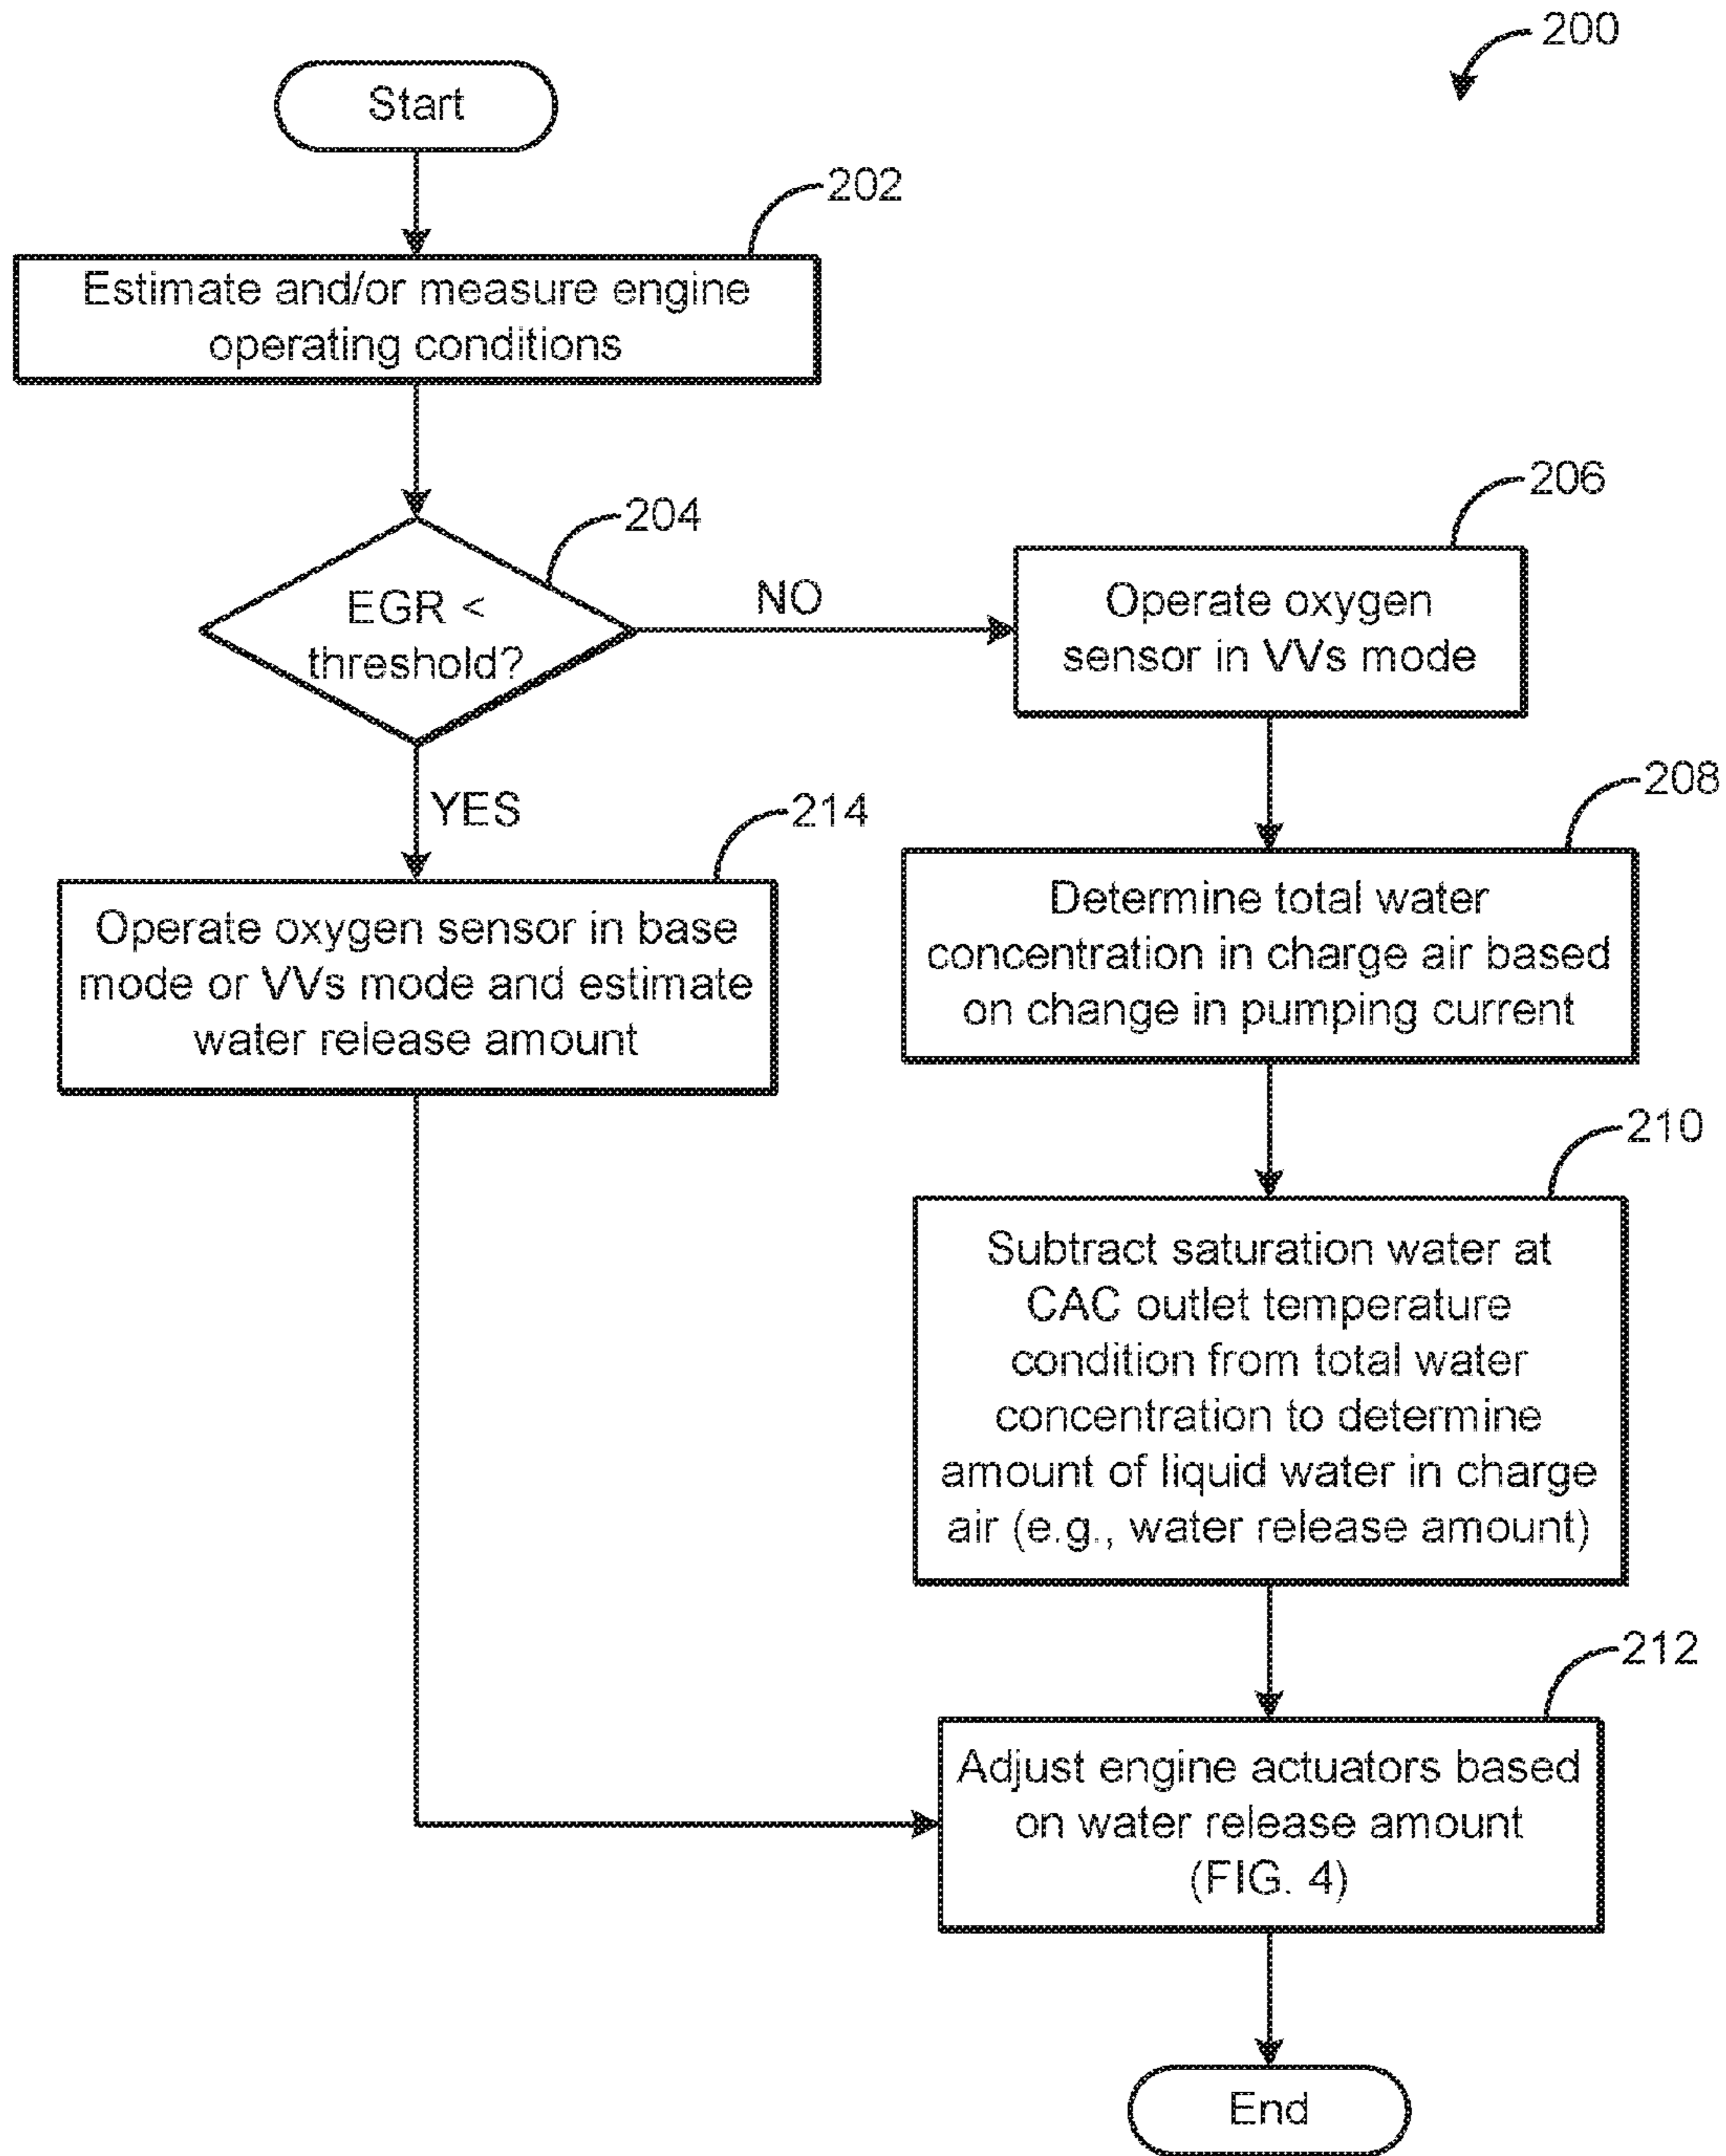 200
Start
202
Estimate and/or measure engine
operating conditions
204
EGR <
threshold?
NO
YES
206
Operate oxygen
sensor in VVs mode
208
Determine total water
concentration in charge air based
on change in pumping current
214
Operate oxygen sensor in base
mode or VVs mode and estimate
water release amount
210
Subtract saturation water at
CAC outlet temperature
condition from total water
concentration to determine
amount of liquid water in charge
air (e.g., water release amount)
212
Adjust engine actuators based
on water release amount
(FIG. 4)
End